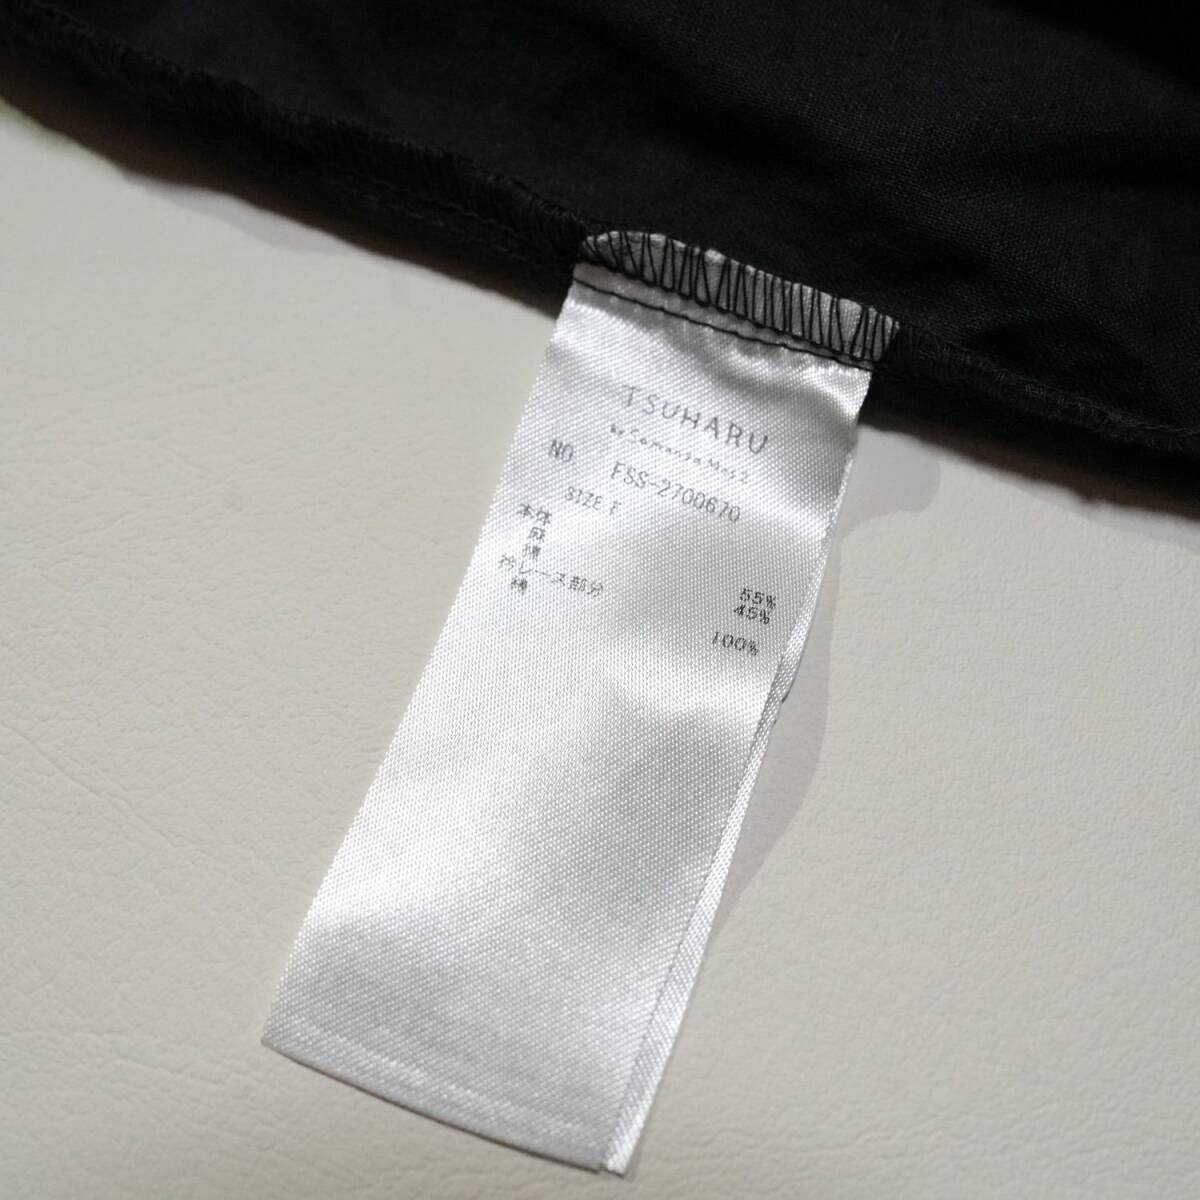 TSUHARU
by Samansa Mos2
NO. FSS-2700670
SIZE F
本体
麻 55%
綿 45%
衿レース部分
綿 100%